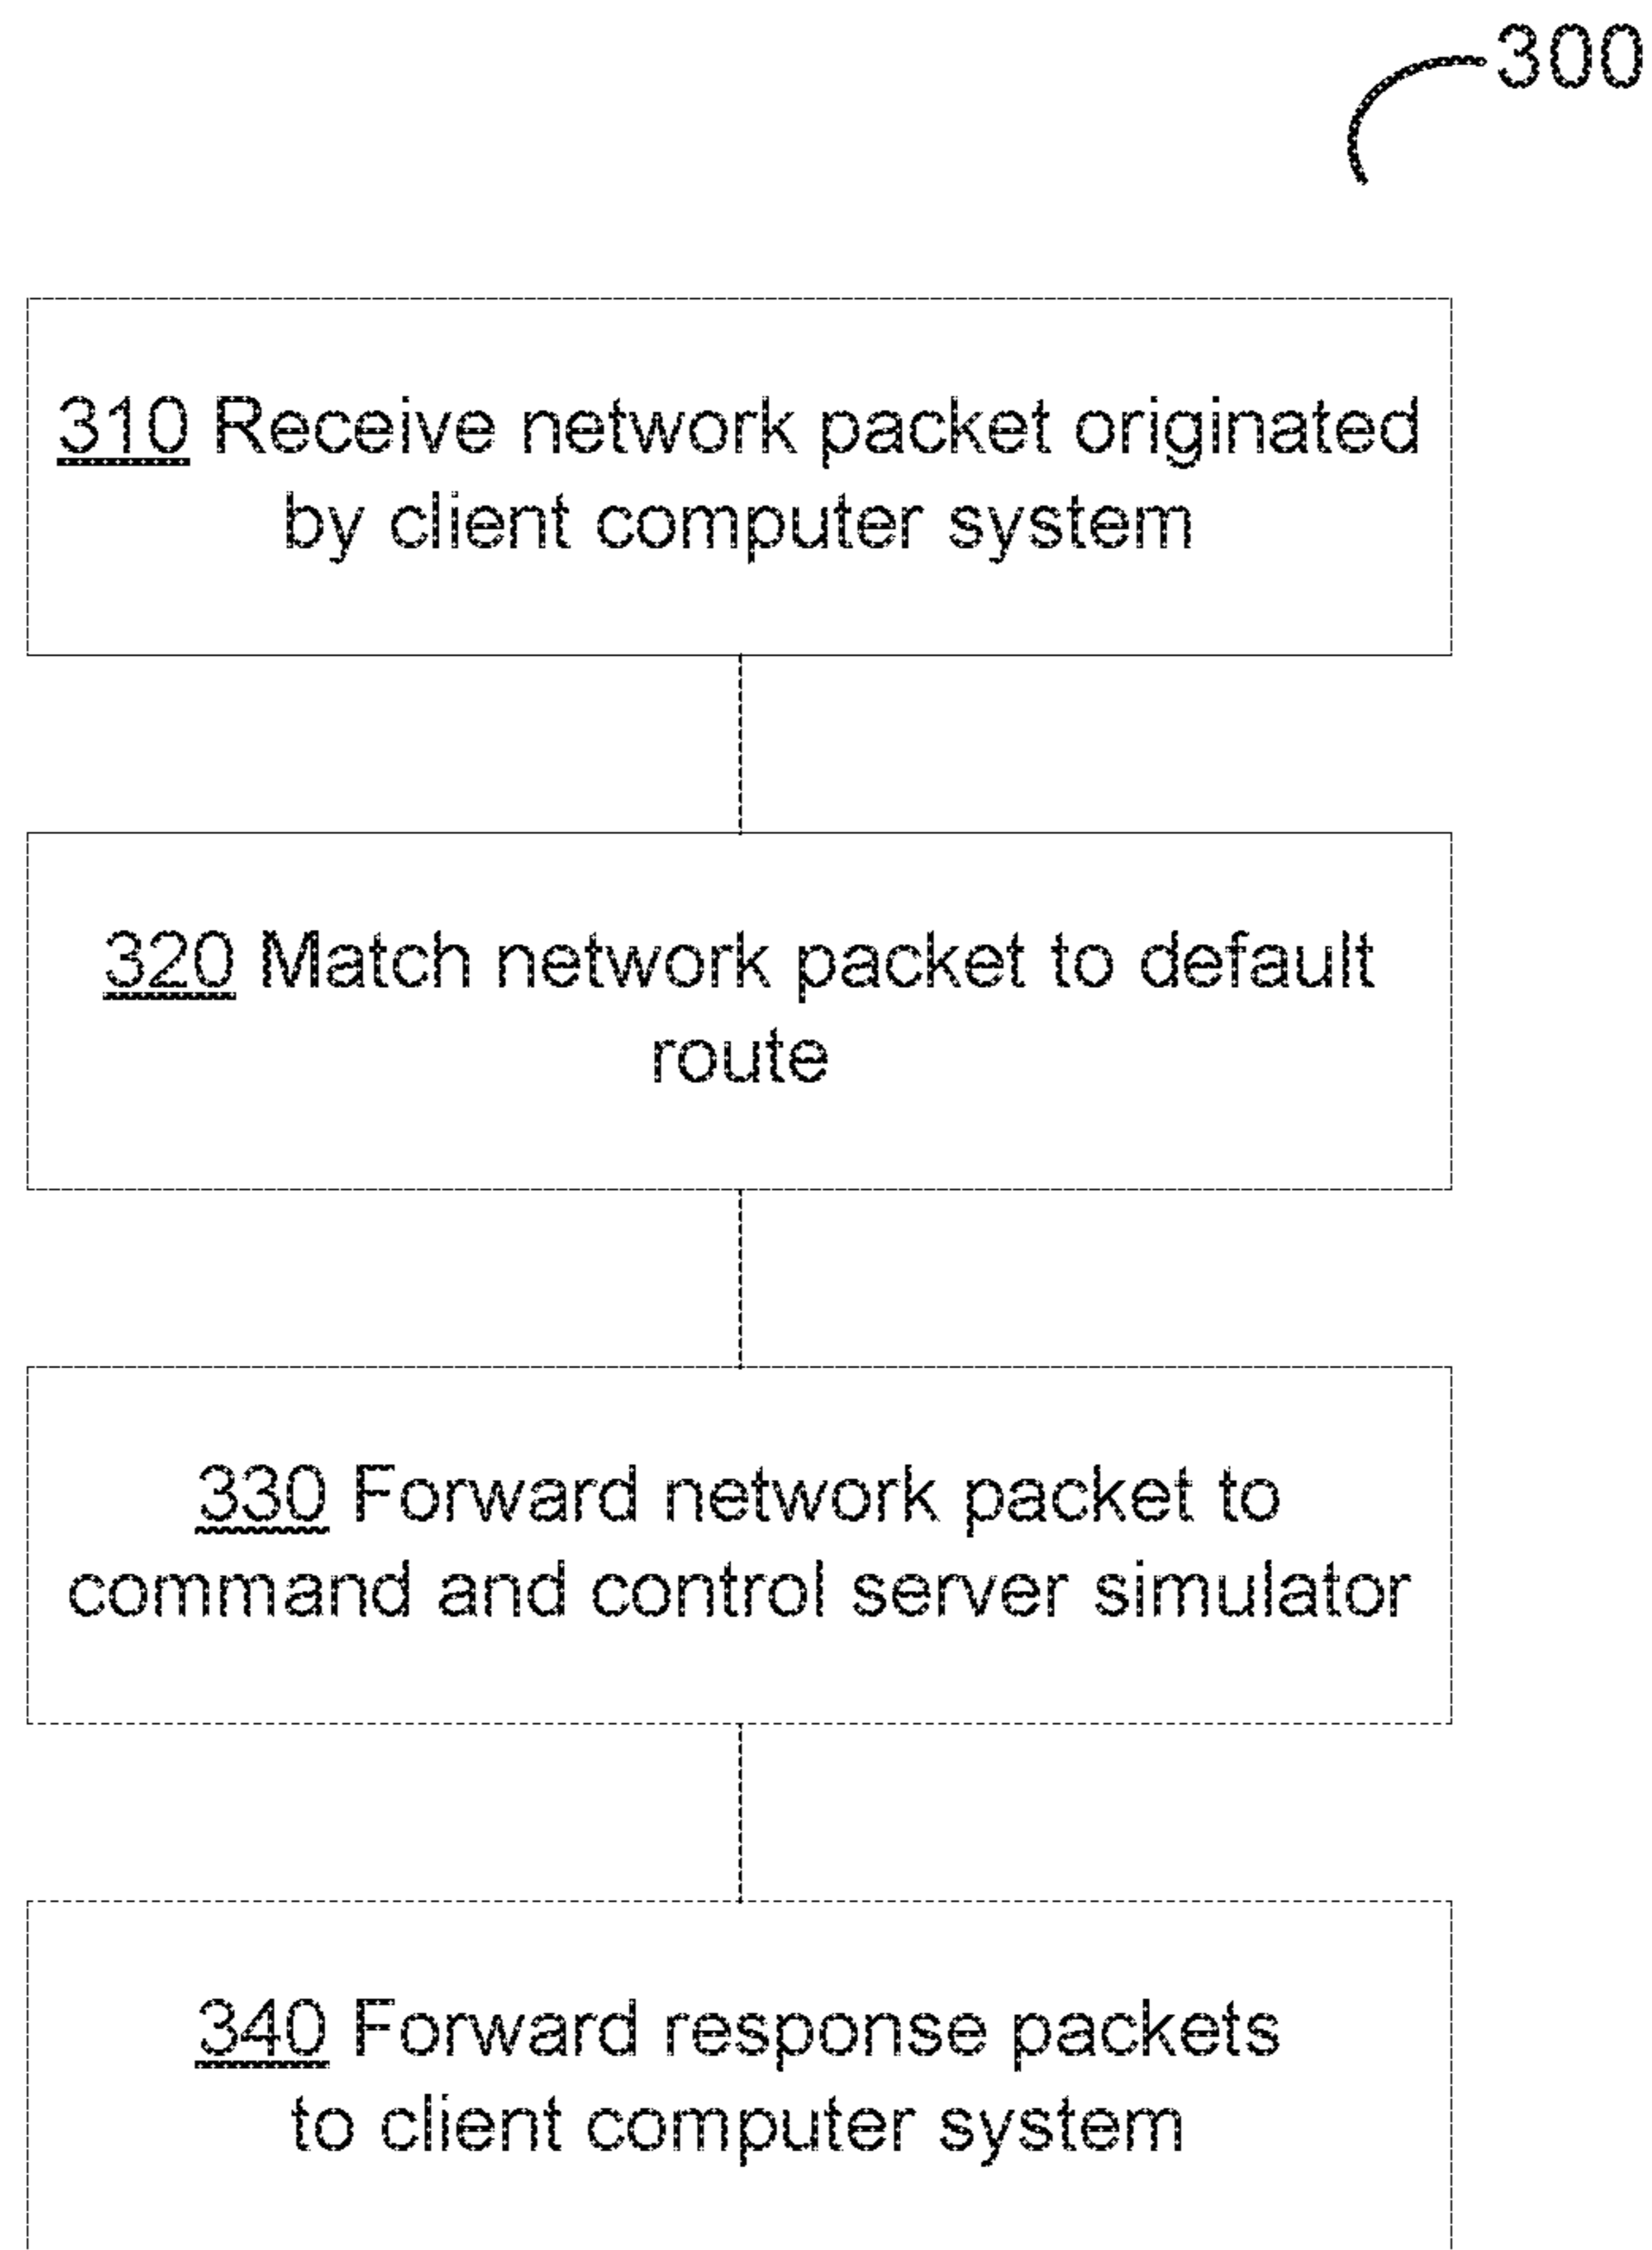 300
310 Receive network packet originated
by client computer system
320 Match network packet to default
route
330 Forward network packet to
command and control server simulator
340 Forward response packets
to client computer system